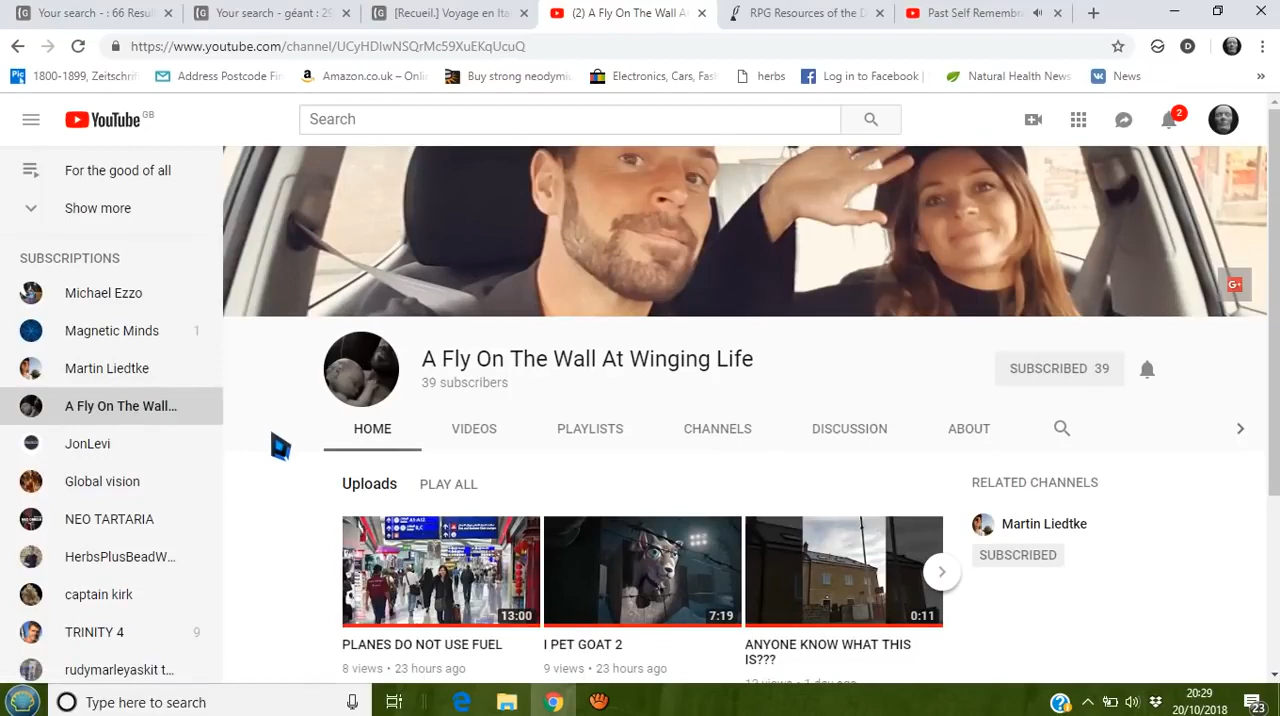 Your search - : 66 Resul
Your search - géant : 29
[Recueil.] Voyage en Ita
(2) A Fly On The Wall A
RPG Resources of the D
Past Self Remembra
https://www.youtube.com/channel/UCyHDIwNSQrMc59XuEKqUcuQ
1800-1899, Zeitschrif
Address Postcode Fin
Amazon.co.uk – Onli
Buy strong neodymi
Electronics, Cars, Fas
herbs
Log in to Facebook
Natural Health News
News
»
YouTube GB
Search
2
For the good of all
Show more
SUBSCRIPTIONS
Michael Ezzo
Magnetic Minds 1
Martin Liedtke
A Fly On The Wall...
JonLevi
Global vision
NEO TARTARIA
HerbsPlusBeadW...
captain kirk
TRINITY 4 9
rudymarleyaskit t...
G+
A Fly On The Wall At Winging Life
39 subscribers
SUBSCRIBED 39
HOME VIDEOS PLAYLISTS CHANNELS DISCUSSION ABOUT
Uploads PLAY ALL
13:00
7:19
0:11
PLANES DO NOT USE FUEL
8 views • 23 hours ago
I PET GOAT 2
9 views • 23 hours ago
ANYONE KNOW WHAT THIS
IS???
RELATED CHANNELS
Martin Liedtke
SUBSCRIBED
Type here to search
20:29
20/10/2018
23